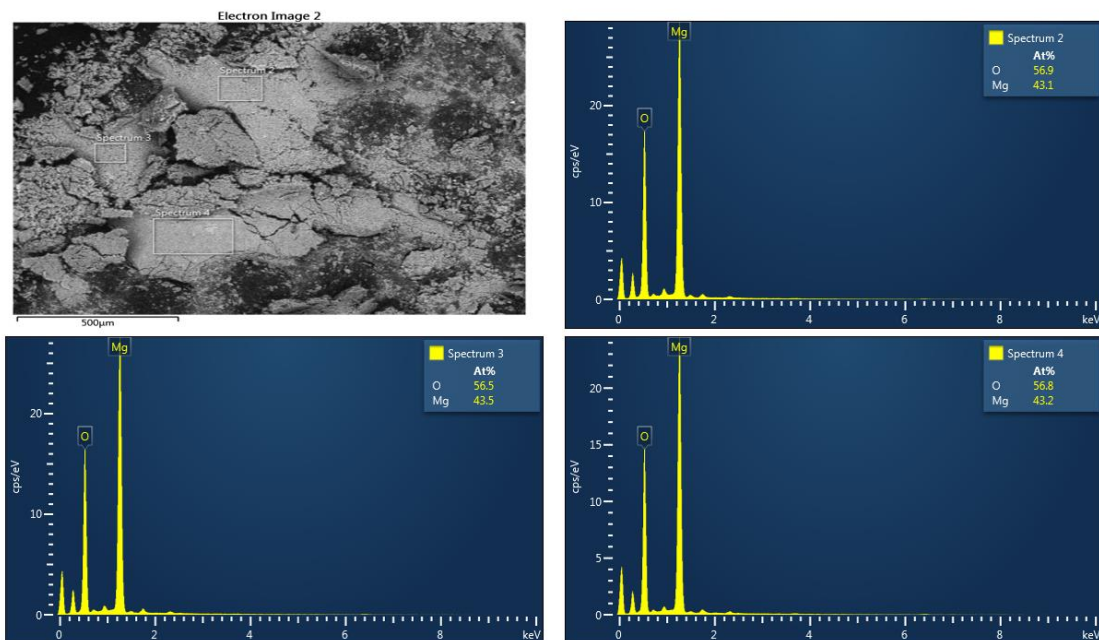 Electron Image 2
Spectrum 2
Spectrum 3
Spectrum 4
500µm
Mg
O
Spectrum 2
At%
O 56.9
Mg 43.1
cps/eV
20
10
0
0 2 4 6 8 keV
Mg
O
Spectrum 3
At%
O 56.5
Mg 43.5
cps/eV
20
10
0
0 2 4 6 8 keV
Mg
O
Spectrum 4
At%
O 56.8
Mg 43.2
cps/eV
20
15
10
5
0
0 2 4 6 8 keV